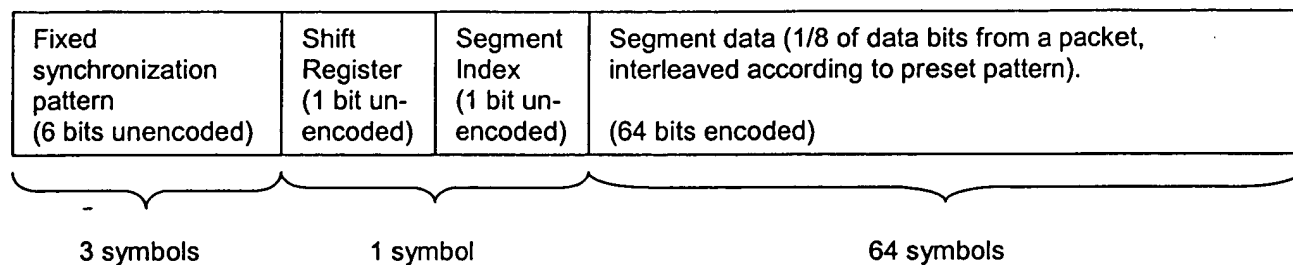 Fixed
synchronization
pattern
(6 bits unencoded)
Shift
Register
(1 bit un-
encoded)
Segment
Index
(1 bit un-
encoded)
Segment data (1/8 of data bits from a packet,
interleaved according to preset pattern).
(64 bits encoded)
3 symbols
1 symbol
64 symbols